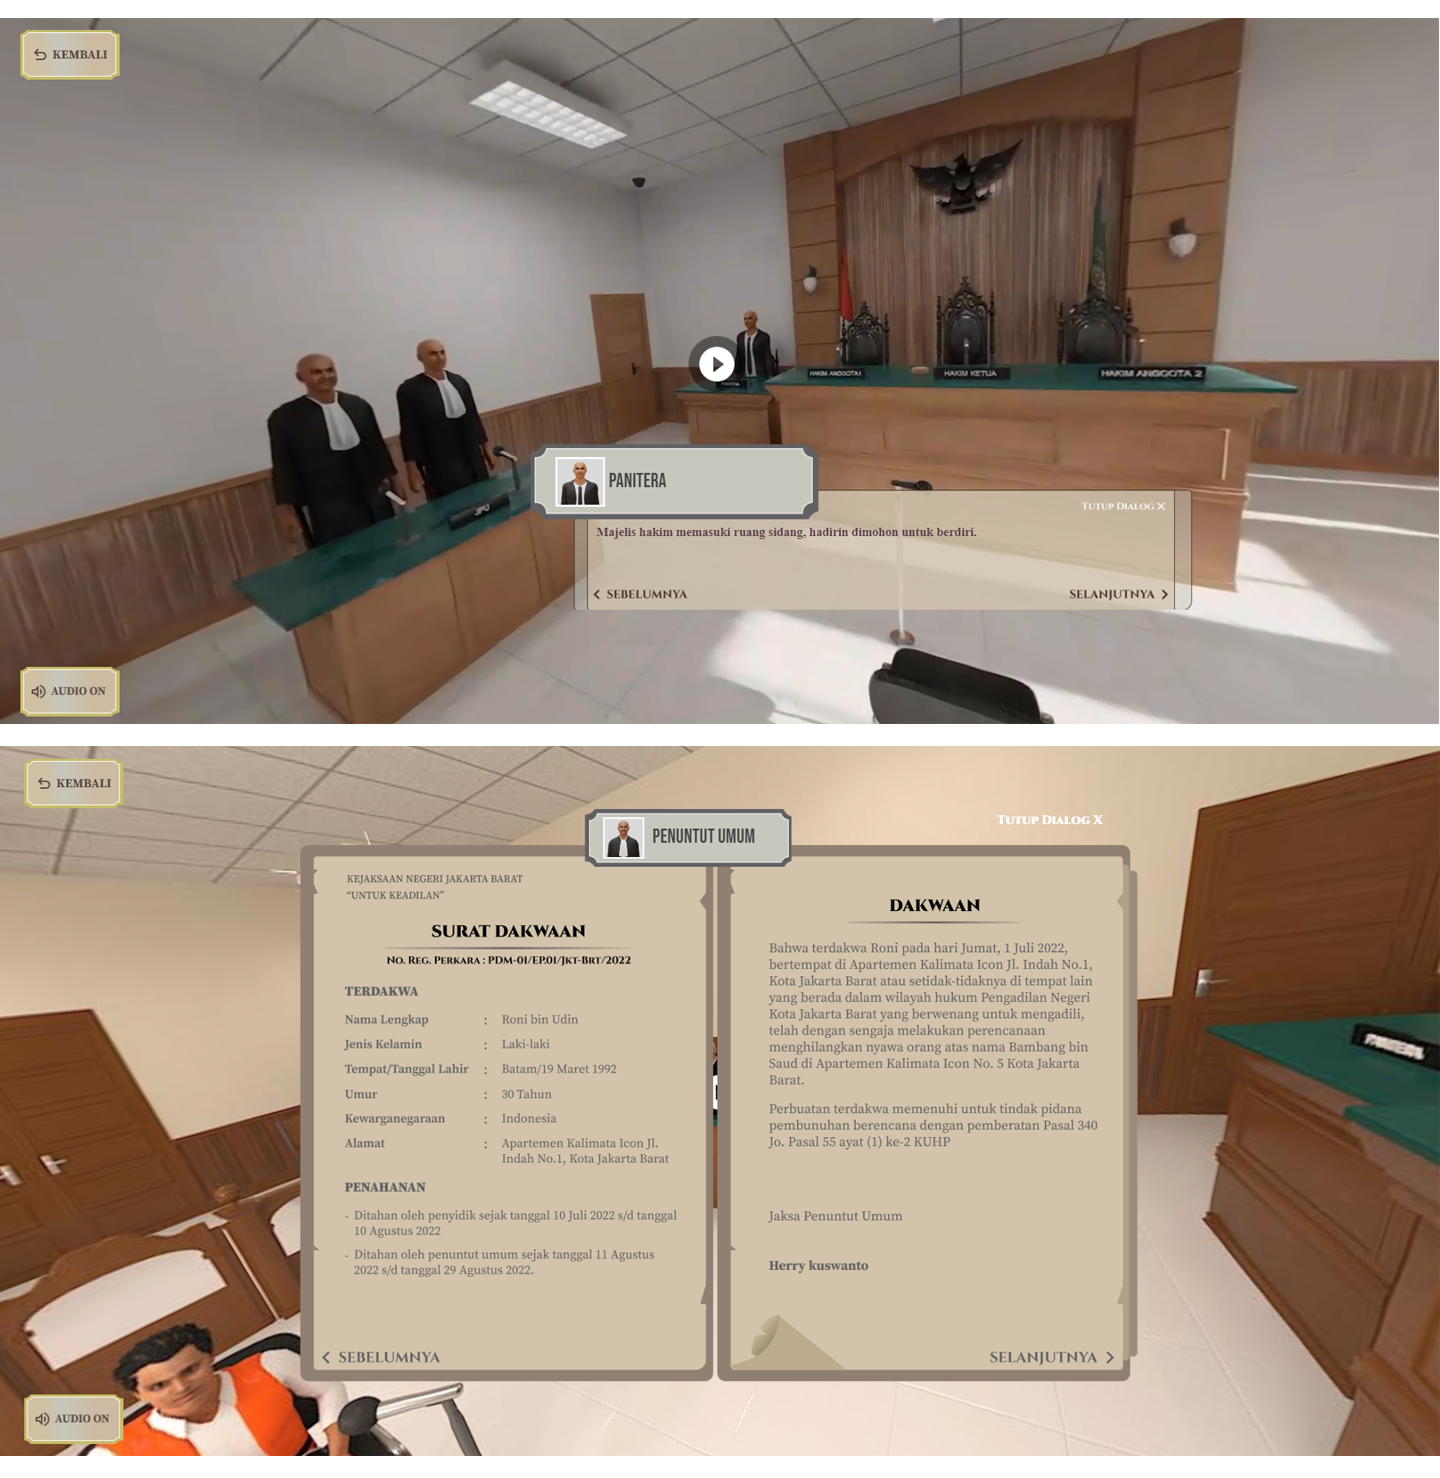 KEMBALI
HAKIM ANGGOTA 1
HAKIM KETUA
HAKIM ANGGOTA 2
JPU
PANITERA
TUTUP DIALOG X
Majelis hakim memasuki ruang sidang, hadirin dimohon untuk berdiri.
SEBELUMNYA
SELANJUTNYA
AUDIO ON
KEMBALI
PENUNTUT UMUM
TUTUP DIALOG X
KEJAKSAAN NEGERI JAKARTA BARAT
“UNTUK KEADILAN”
SURAT DAKWAAN
NO. REG. PERKARA : PDM-01/EP.01/JKT-BRT/2022
TERDAKWA
Nama Lengkap : Roni bin Udin
Jenis Kelamin : Laki-laki
Tempat/Tanggal Lahir : Batam/19 Maret 1992
Umur : 30 Tahun
Kewarganegaraan : Indonesia
Alamat : Apartemen Kalimata Icon Jl.
Indah No.1, Kota Jakarta Barat
PENAHANAN
- Ditahan oleh penyidik sejak tanggal 10 Juli 2022 s/d tanggal
10 Agustus 2022
- Ditahan oleh penuntut umum sejak tanggal 11 Agustus
2022 s/d tanggal 29 Agustus 2022.
SEBELUMNYA
DAKWAAN
Bahwa terdakwa Roni pada hari Jumat, 1 Juli 2022,
bertempat di Apartemen Kalimata Icon Jl. Indah No.1,
Kota Jakarta Barat atau setidak-tidaknya di tempat lain
yang berada dalam wilayah hukum Pengadilan Negeri
Kota Jakarta Barat yang berwenang untuk mengadili,
telah dengan sengaja melakukan perencanaan
menghilangkan nyawa orang atas nama Bambang bin
Saud di Apartemen Kalimata Icon No. 5 Kota Jakarta
Barat.
Perbuatan terdakwa memenuhi untuk tindak pidana
pembunuhan berencana dengan pemberatan Pasal 340
Jo. Pasal 55 ayat (1) ke-2 KUHP
Jaksa Penuntut Umum
Herry kuswanto
SELANJUTNYA
AUDIO ON